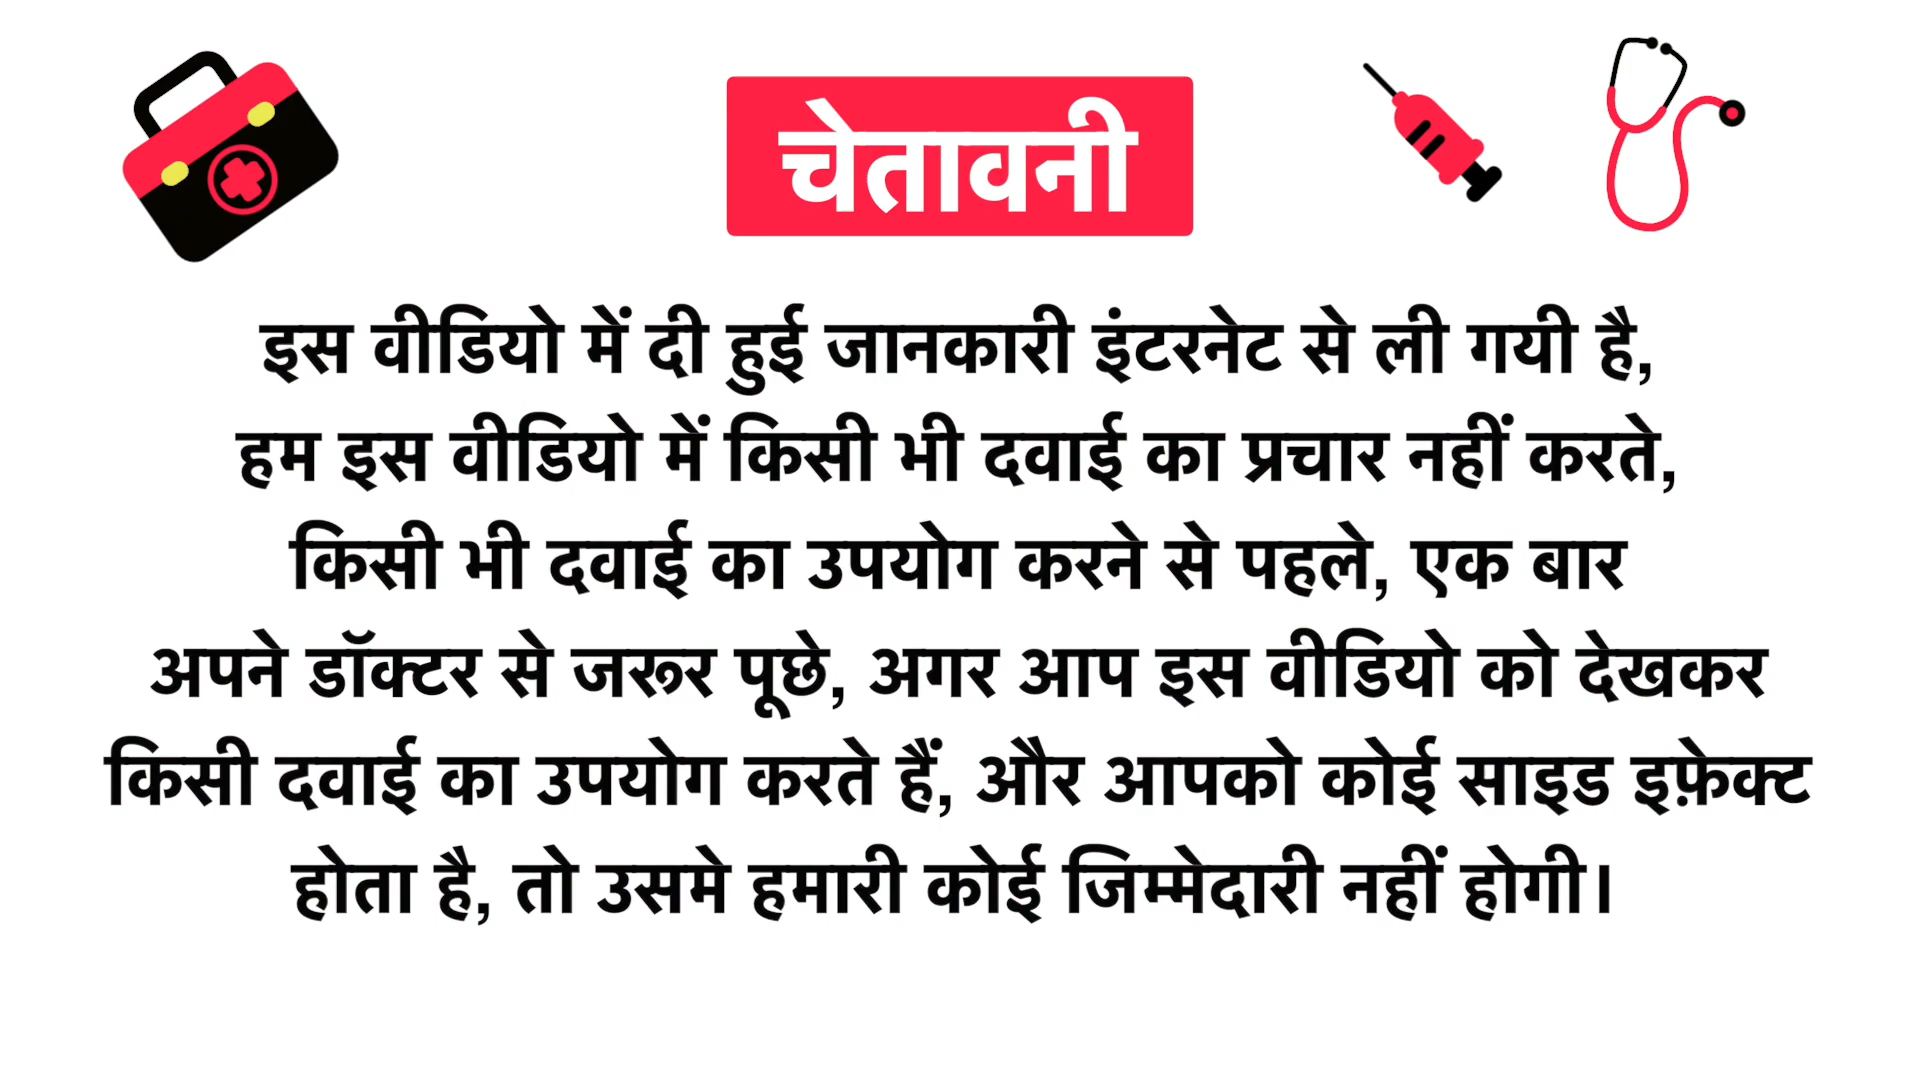 चेतावनी
इस वीडियो में दी हुई जानकारी इंटरनेट से ली गयी है,
हम इस वीडियो में किसी भी दवाई का प्रचार नहीं करते,
किसी भी दवाई का उपयोग करने से पहले, एक बार
अपने डॉक्टर से जरूर पूछे, अगर आप इस वीडियो को देखकर
किसी दवाई का उपयोग करते हैं, और आपको कोई साइड इफ़ेक्ट
होता है, तो उसमे हमारी कोई जिम्मेदारी नहीं होगी।